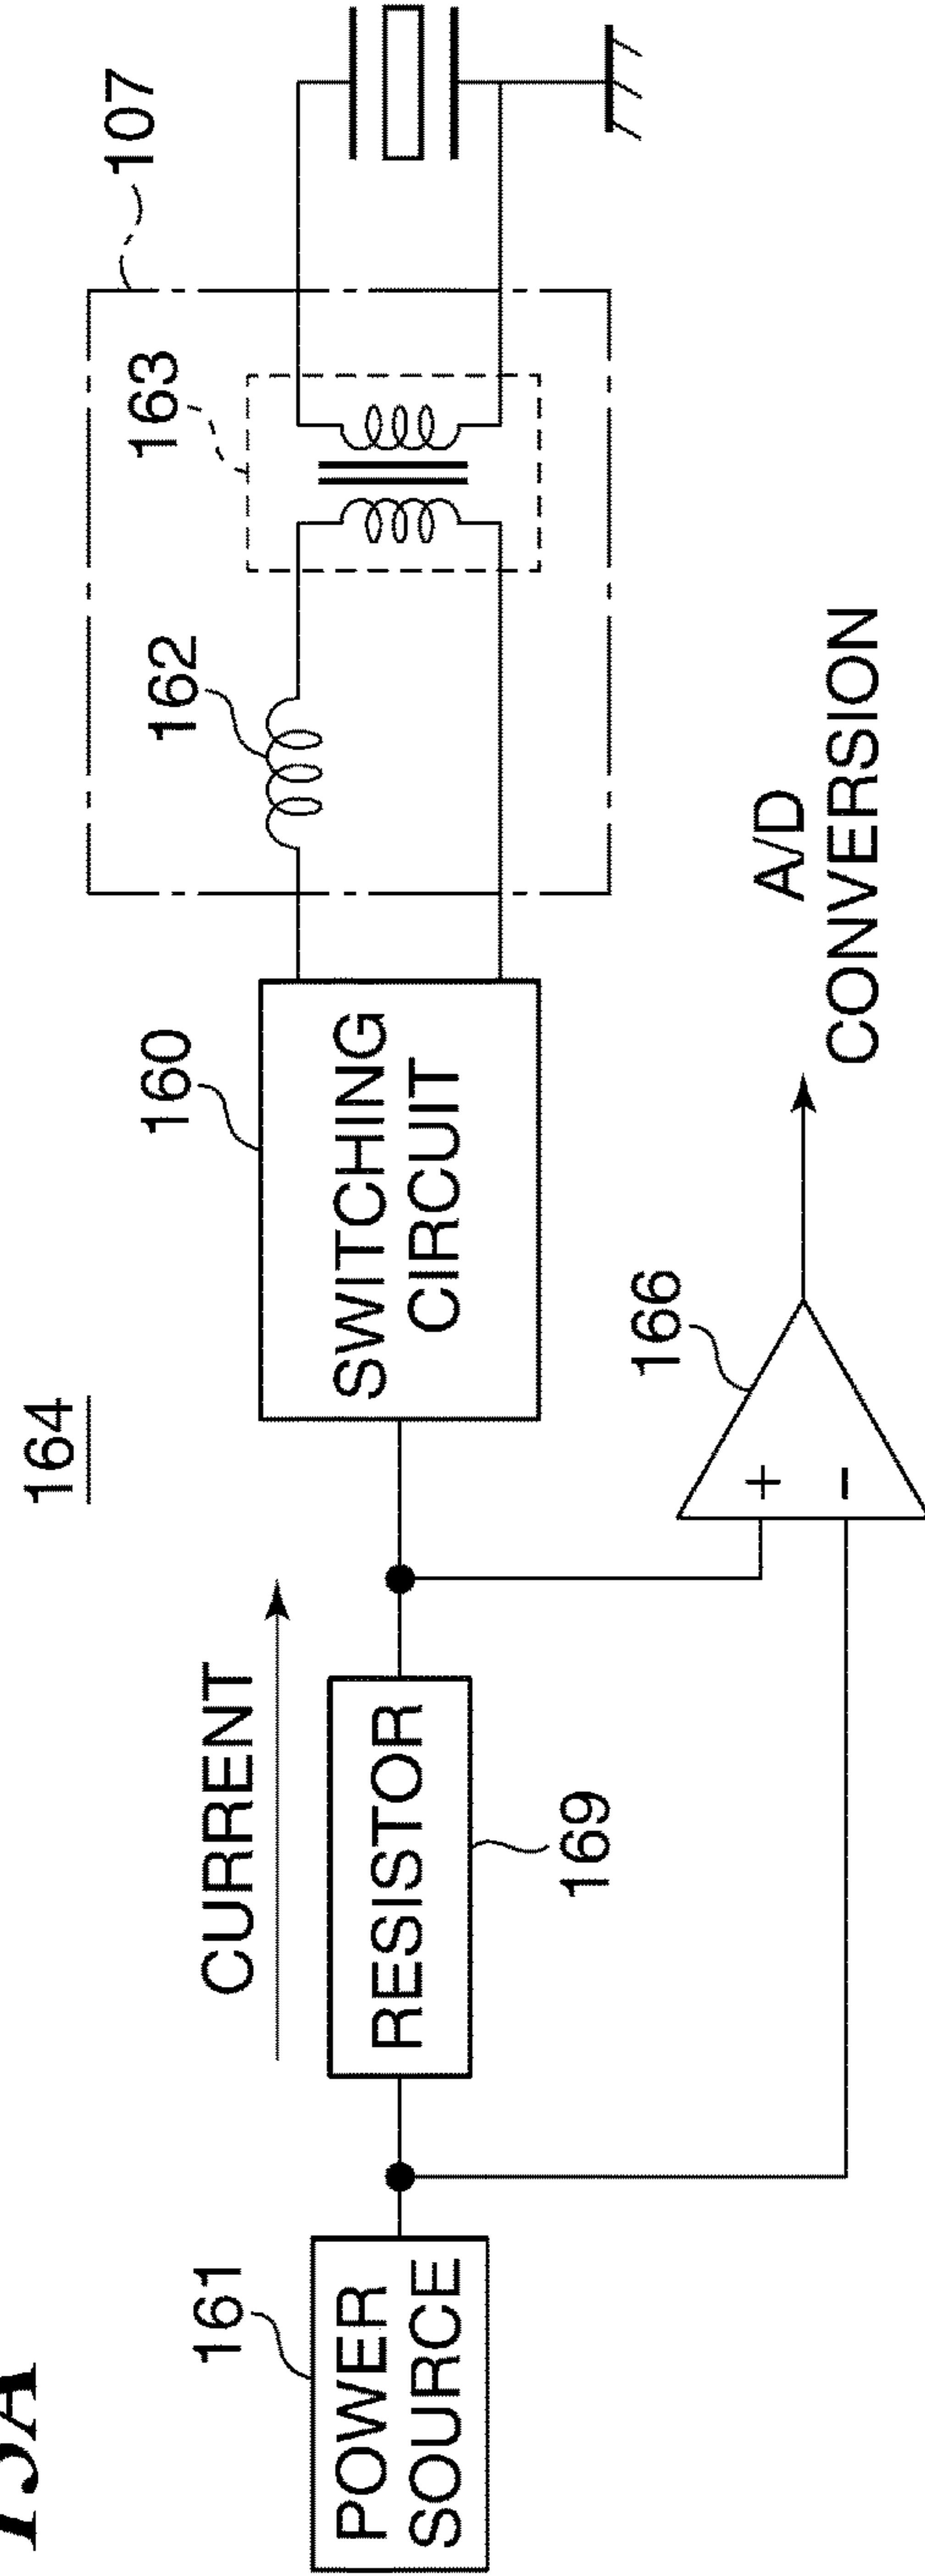 164
107
163
162
160
SWITCHING
CIRCUIT
CURRENT
161
POWER
SOURCE
RESISTOR
169
166
+
−
A/D
CONVERSION